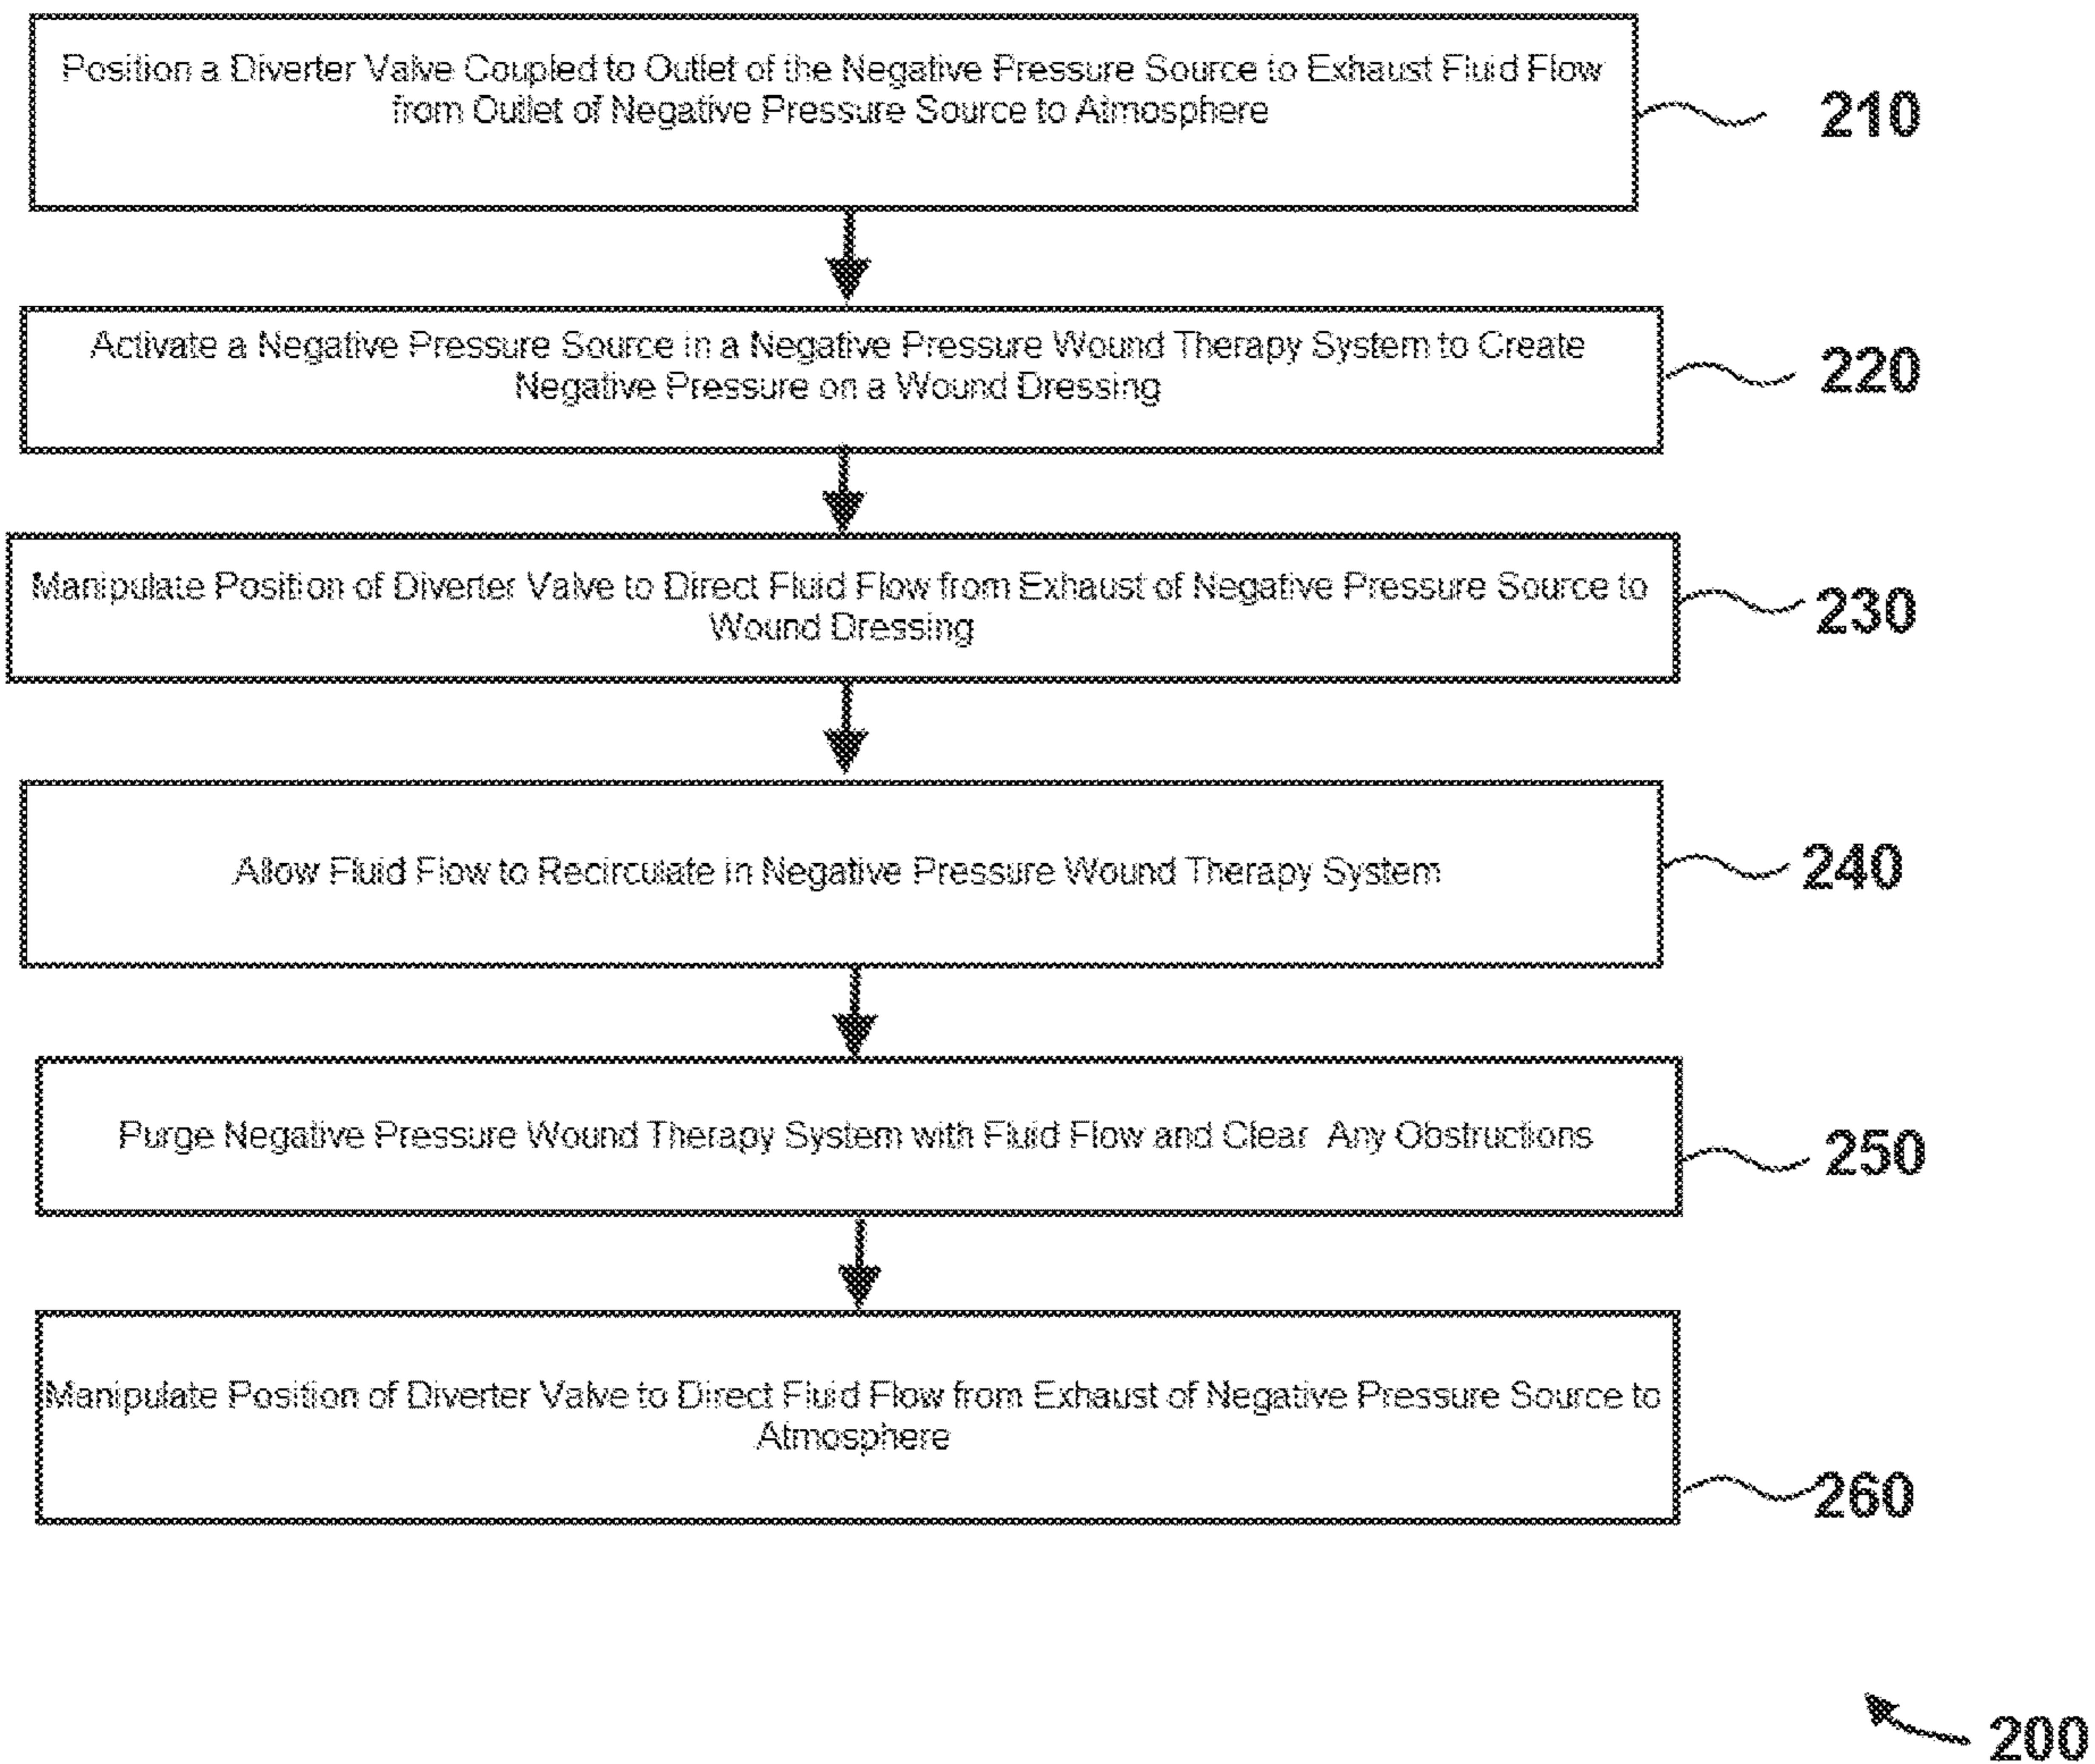 Position a Diverter Valve Coupled to Outlet of the Negative Pressure Source to Exhaust Fluid Flow
from Outlet of Negative Pressure Source to Atmosphere
210
Activate a Negative Pressure Source in a Negative Pressure Wound Therapy System to Create
Negative Pressure on a Wound Dressing
220
Manipulate Position of Diverter Valve to Direct Fluid Flow from Exhaust of Negative Pressure Source to
Wound Dressing
230
Allow Fluid Flow to Recirculate in Negative Pressure Wound Therapy System
240
Purge Negative Pressure Wound Therapy System with Fluid Flow and Clear Any Obstructions
250
Manipulate Position of Diverter Valve to Direct Fluid Flow from Exhaust of Negative Pressure Source to
Atmosphere
260
200